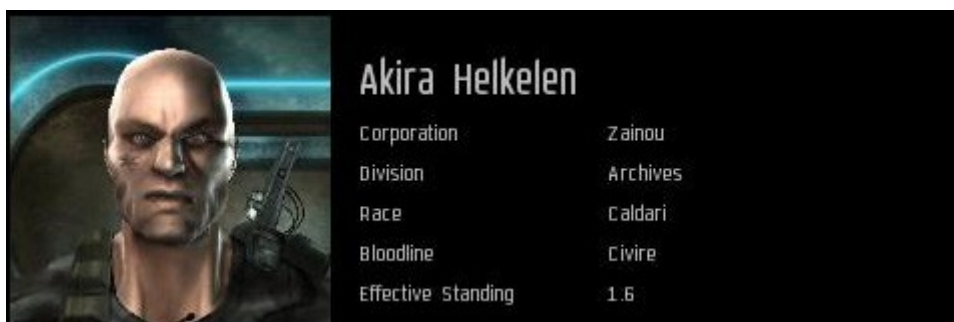 Akira Helkelen
Corporation Zainou
Division Archives
Race Caldari
Bloodline Civire
Effective Standing 1.6